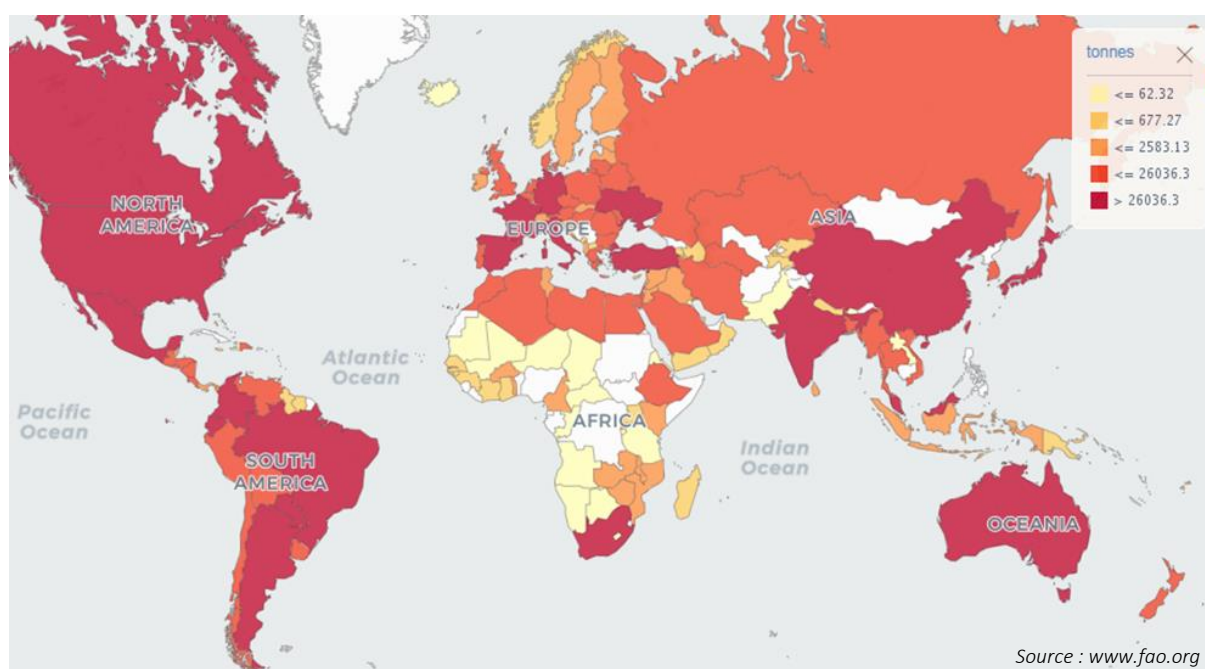 tonnes
<= 62.32
<= 677.27
<= 2583.13
<= 26036.3
> 26036.3
NORTH
AMERICA
EUROPE
ASIA
Atlantic
Ocean
Pacific
Ocean
AFRICA
Indian
Ocean
SOUTH
AMERICA
OCEANIA
Source : www.fao.org